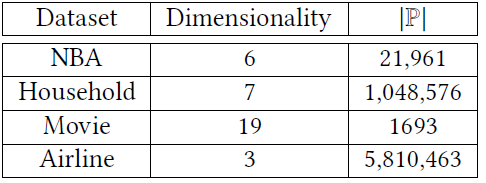 Dataset Dimensionality |ℙ|
NBA 6 21,961
Household 7 1,048,576
Movie 19 1693
Airline 3 5,810,463